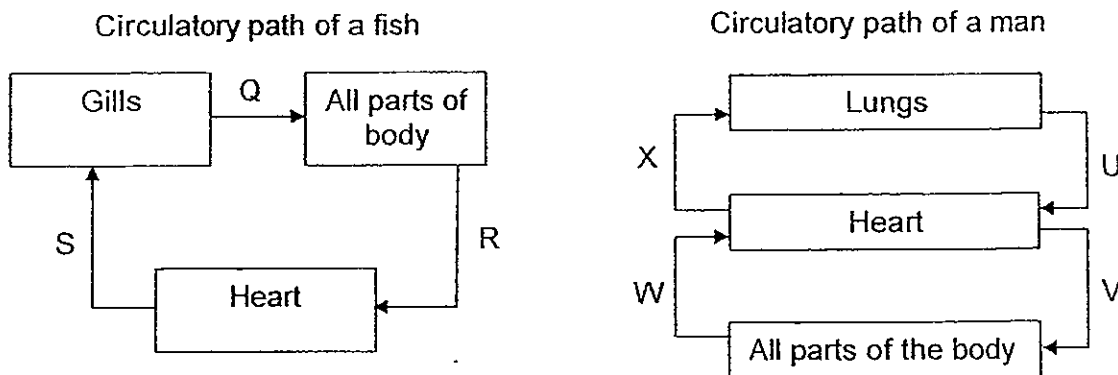 Circulatory path of a fish
Gills
Q
All parts of
body
S
R
Heart
Circulatory path of a man
Lungs
X
U
Heart
W
V
All parts of the body